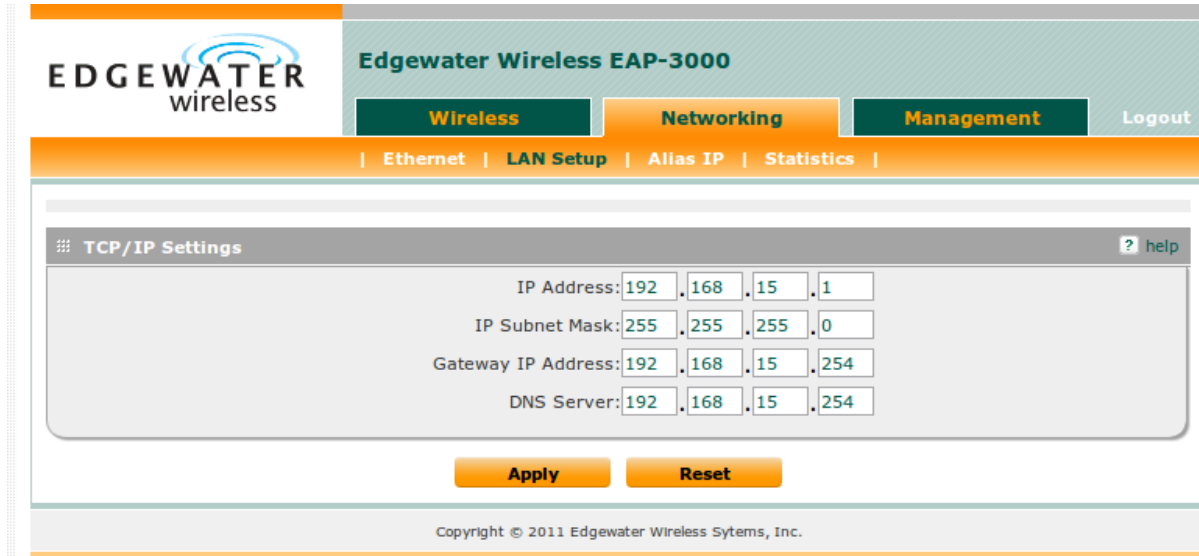 EDGEWATER
wireless
Edgewater Wireless EAP-3000
Wireless Networking Management Logout
| Ethernet | LAN Setup | Alias IP | Statistics |
TCP/IP Settings ? help
IP Address: 192 . 168 . 15 . 1
IP Subnet Mask: 255 . 255 . 255 . 0
Gateway IP Address: 192 . 168 . 15 . 254
DNS Server: 192 . 168 . 15 . 254
Apply Reset
Copyright © 2011 Edgewater Wireless Sytems, Inc.